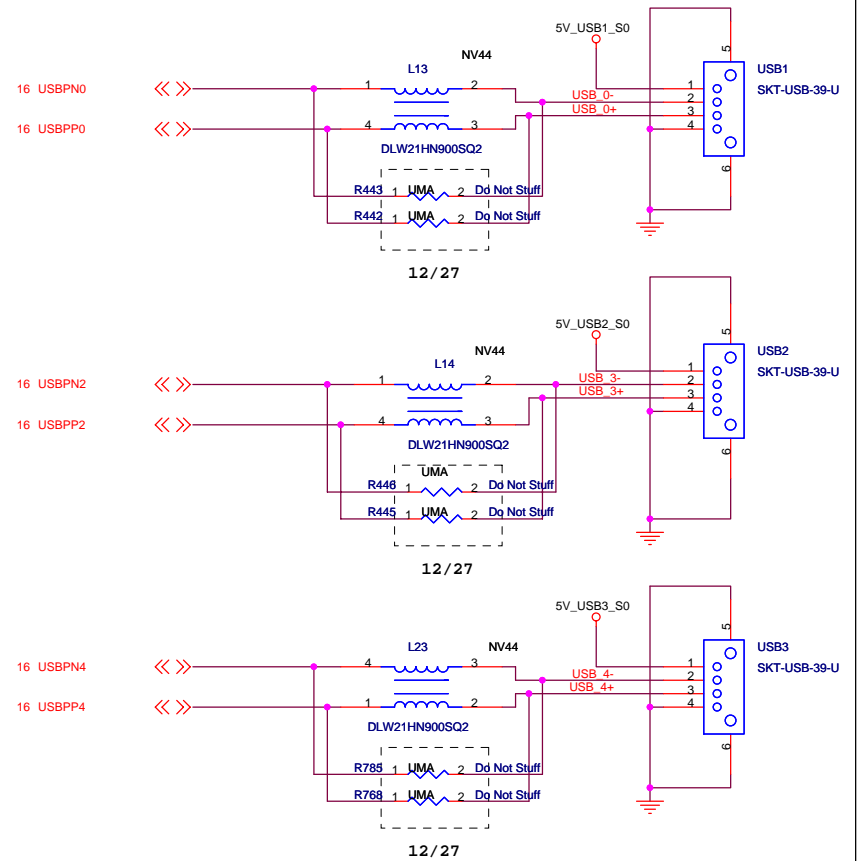 5V_USB1_S0
NV44
L13
5
USB1
16 USBPN0
1
2
1
SKT-USB-39-U
USB_0-
2
USB_0+
3
16 USBPP0
4
3
4
DLW21HN900SQ2
6
R443 1 UMA 2 Do Not Stuff
R442 1 UMA 2 Do Not Stuff
12/27
5V_USB2_S0
NV44
L14
5
USB2
16 USBPN2
1
2
1
SKT-USB-39-U
USB_3-
2
USB_3+
3
16 USBPP2
4
3
4
DLW21HN900SQ2
6
UMA
R446 1 2 Do Not Stuff
R445 1 UMA 2 Do Not Stuff
12/27
5V_USB3_S0
NV44
L23
5
USB3
16 USBPN4
4
3
1
SKT-USB-39-U
USB_4-
2
USB_4+
3
16 USBPP4
1
2
4
DLW21HN900SQ2
6
R785 1 UMA 2 Do Not Stuff
R768 1 UMA 2 Do Not Stuff
12/27